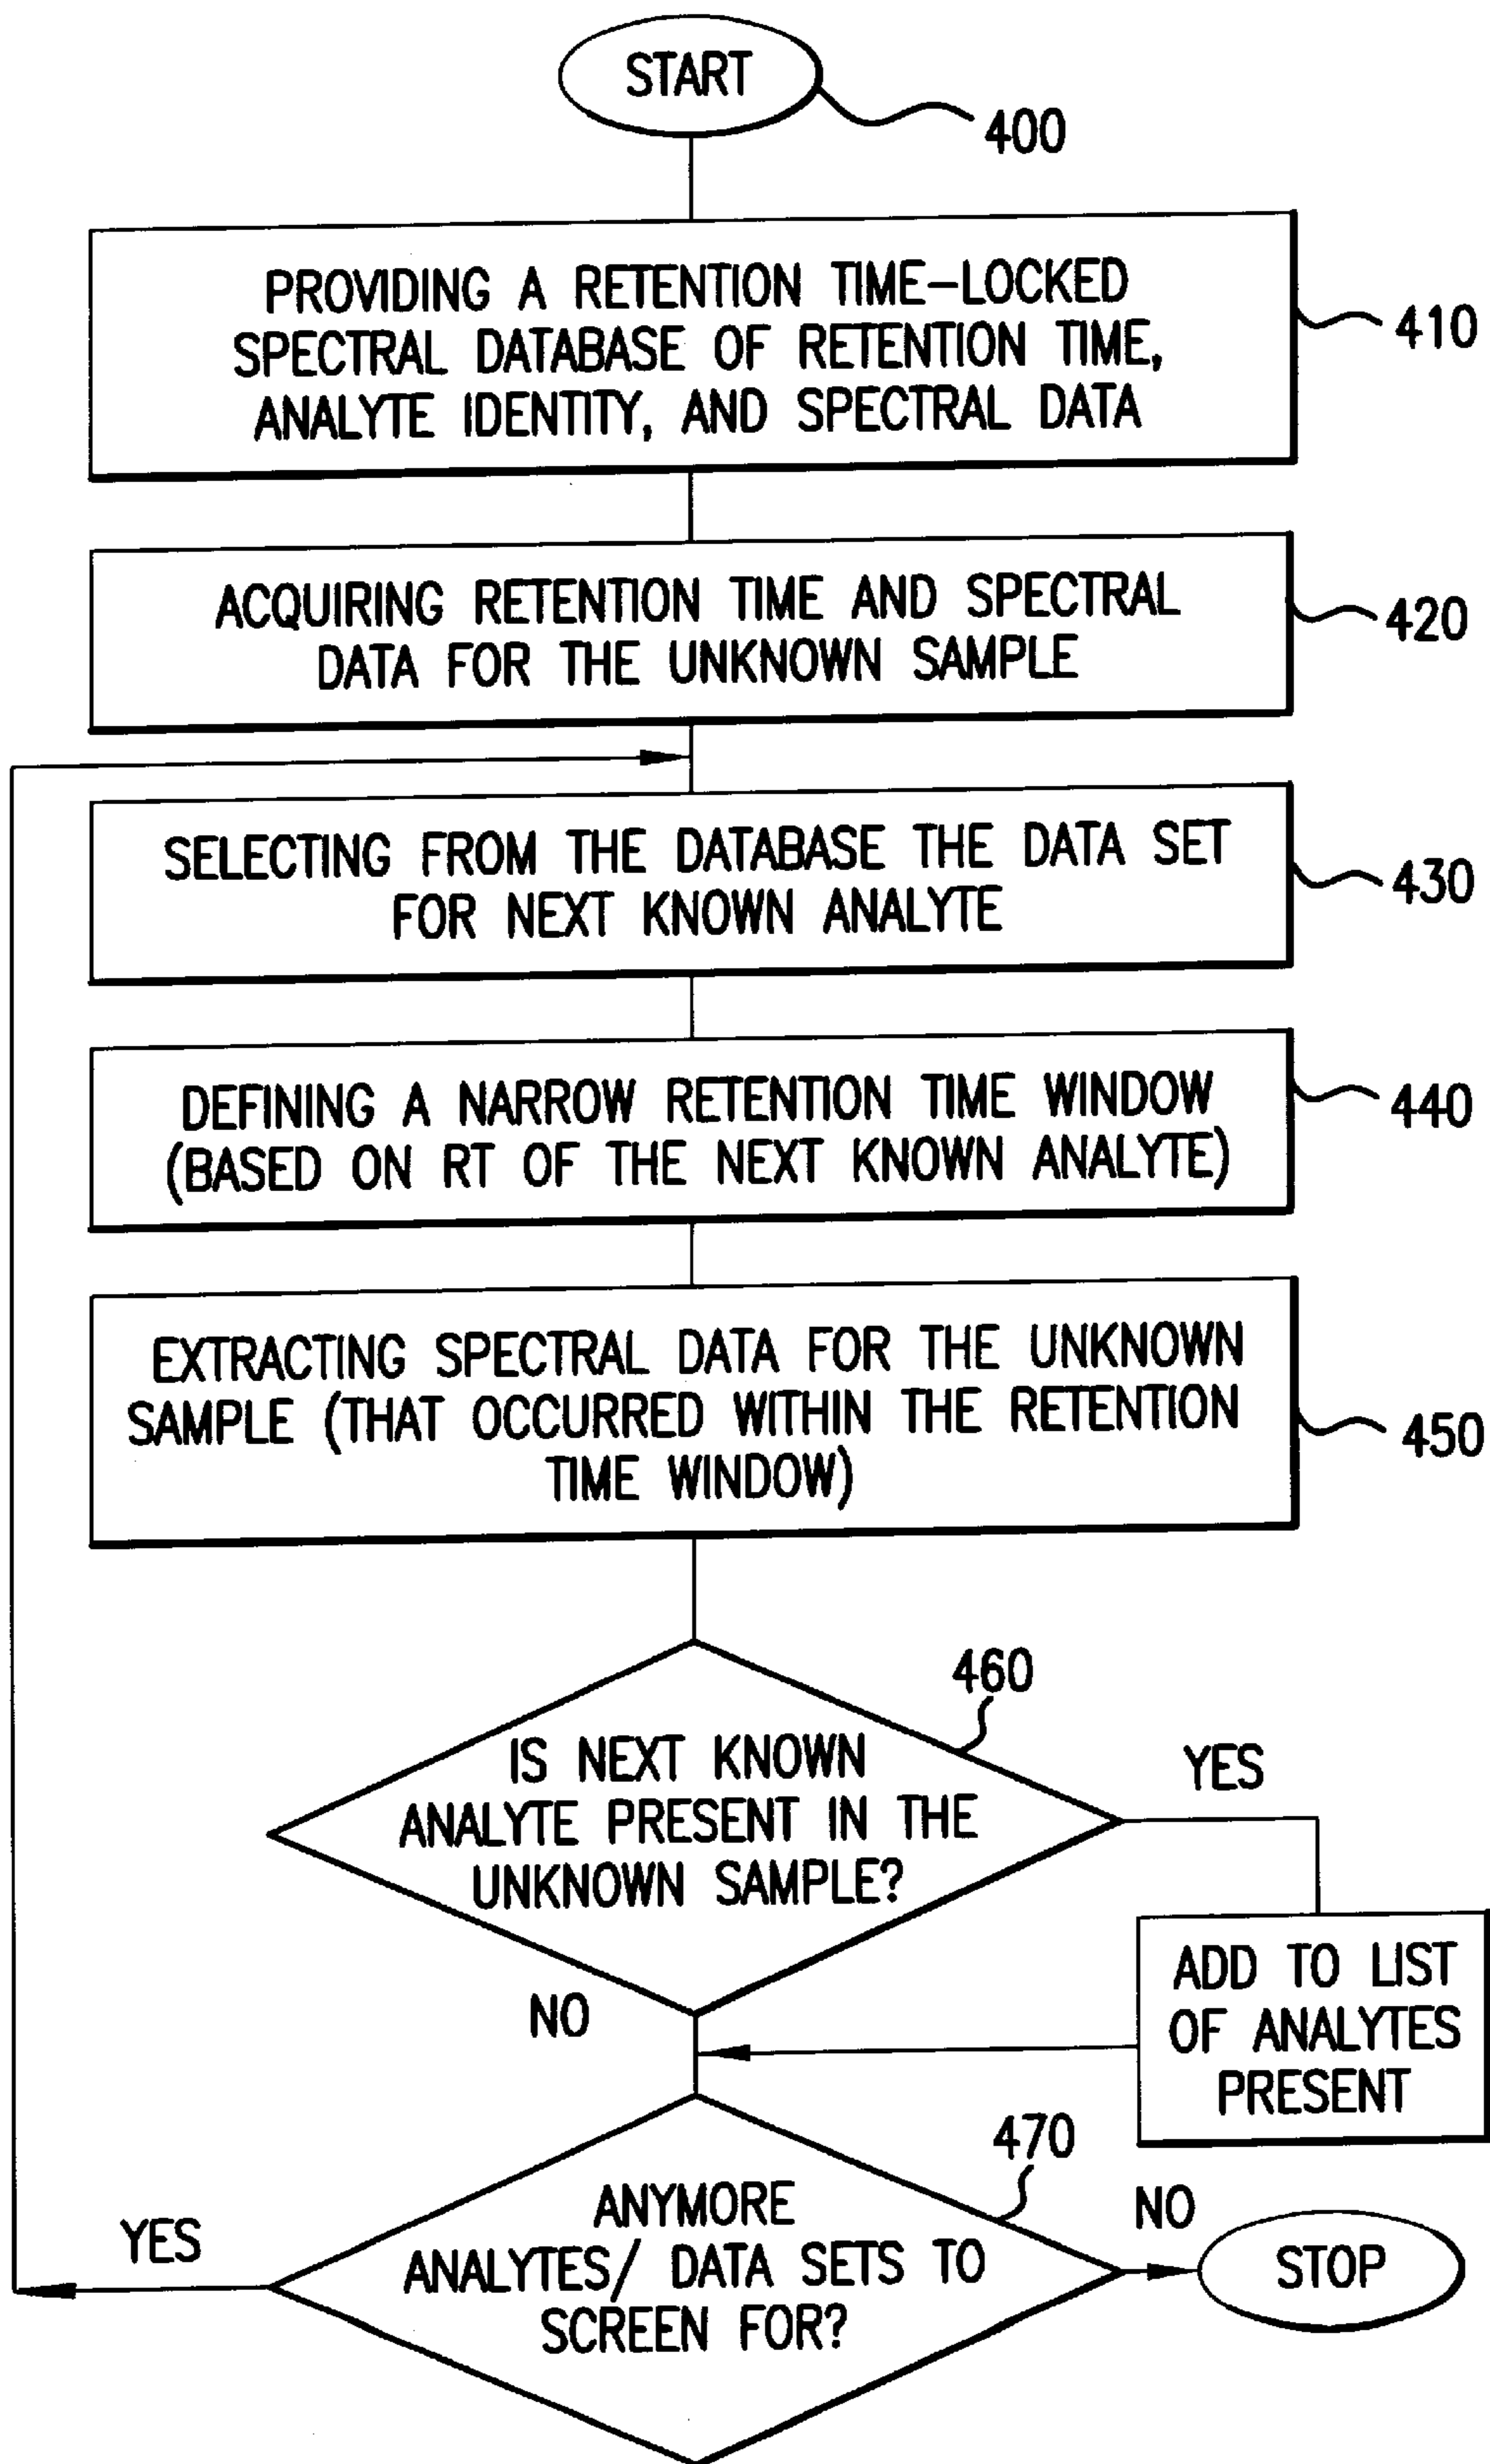 START
400
PROVIDING A RETENTION TIME-LOCKED
SPECTRAL DATABASE OF RETENTION TIME,
ANALYTE IDENTITY, AND SPECTRAL DATA
410
ACQUIRING RETENTION TIME AND SPECTRAL
DATA FOR THE UNKNOWN SAMPLE
420
SELECTING FROM THE DATABASE THE DATA SET
FOR NEXT KNOWN ANALYTE
430
DEFINING A NARROW RETENTION TIME WINDOW
(BASED ON RT OF THE NEXT KNOWN ANALYTE)
440
EXTRACTING SPECTRAL DATA FOR THE UNKNOWN
SAMPLE (THAT OCCURRED WITHIN THE RETENTION
TIME WINDOW)
450
460
IS NEXT KNOWN
ANALYTE PRESENT IN THE
UNKNOWN SAMPLE?
YES
NO
ADD TO LIST
OF ANALYTES
PRESENT
470
ANYMORE
ANALYTES/ DATA SETS TO
SCREEN FOR?
YES
NO
STOP